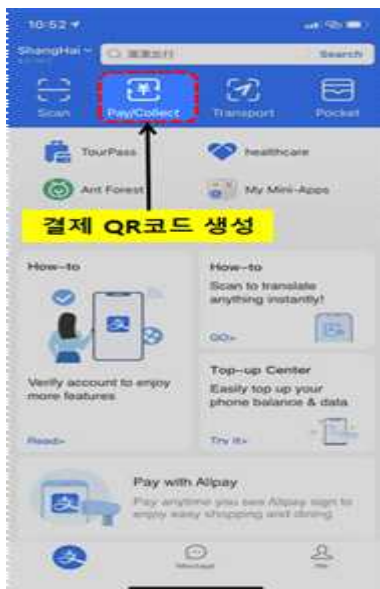 10:52
ShangHai
Search
Scan
Pay/Collect
Transport
Pocket
TourPass
healthcare
Ant Forest
My Mini-Apps
결제 QR코드 생성
How-to
How-to
Scan to translate
anything instantly!
GO>
Verify account to enjoy
more features
Read>
Top-up Center
Easily top up your
phone balance & data
Try it>
Pay with Alipay
Pay anytime you see Alipay sign to
enjoy easy shopping and dining
Message
Me